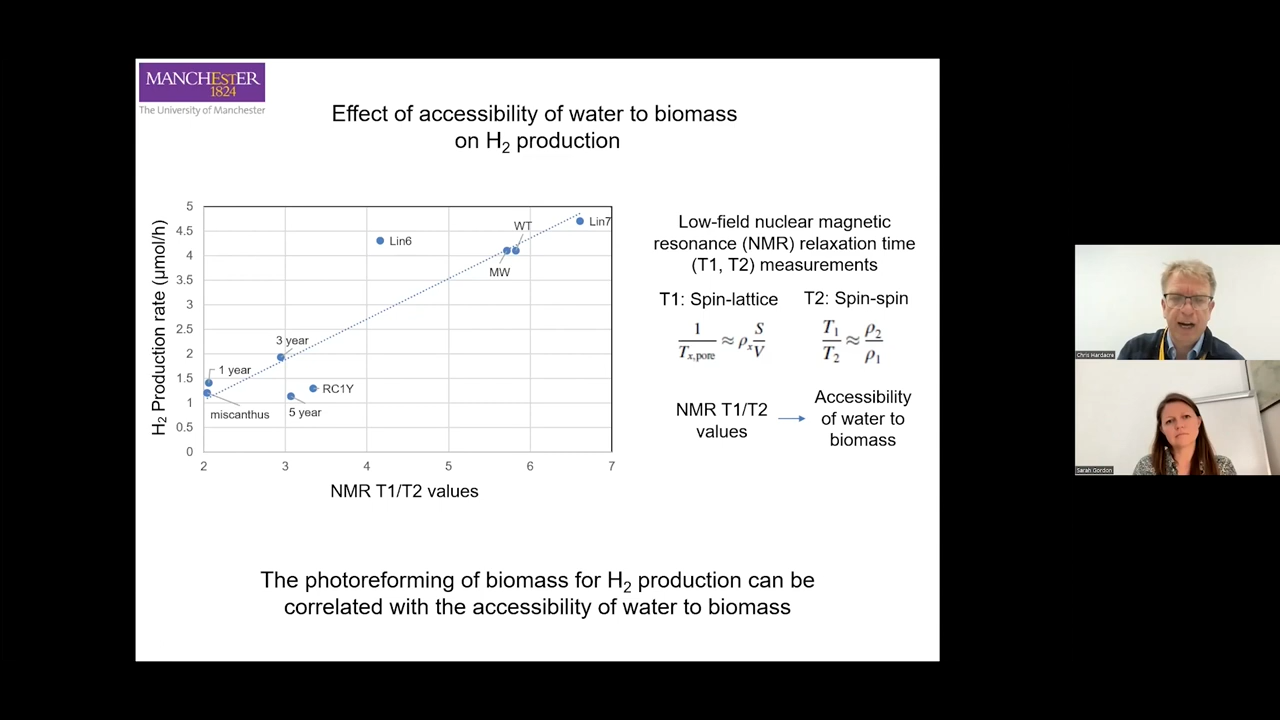 MANCHESTER
1824
The University of Manchester
Effect of accessibility of water to biomass
on H₂ production
H₂ Production rate (µmol/h)
5
4.5
4
3.5
3
2.5
2
1.5
1
0.5
0
2
3
4
5
6
7
NMR T1/T2 values
Lin7
WT
MW
Lin6
3 year
1 year
miscanthus
RC1Y
5 year
Low-field nuclear magnetic
resonance (NMR) relaxation time
(T1, T2) measurements
T1: Spin-lattice
T2: Spin-spin
1/Tₓ,pore ≈ ρₓ S/V
T₁/T₂ ≈ ρ₂/ρ₁
NMR T1/T2
values
Accessibility
of water to
biomass
The photoreforming of biomass for H₂ production can be
correlated with the accessibility of water to biomass
Chris Hardacre
Sarah Gordon